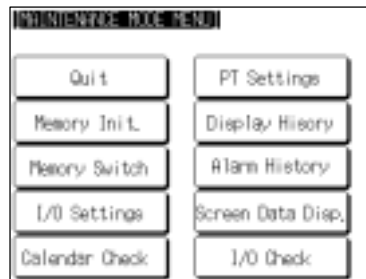 [MAINTENANCE MODE MENU]
Quit
PT Settings
Memory Init.
Display Hisory
Memory Switch
Alarm History
I/O Settings
Screen Data Disp.
Calendar Check
I/O Check